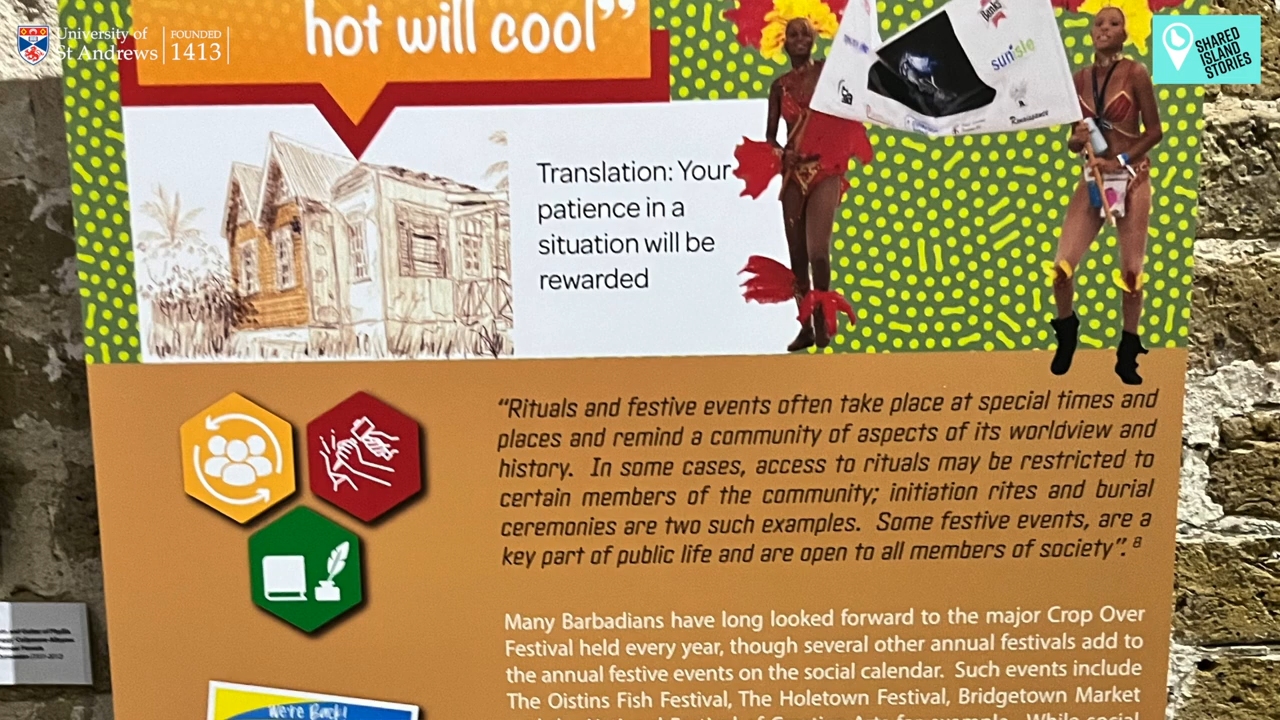 University of
St Andrews
FOUNDED
1413
SHARED
ISLAND
STORIES
hot will cool”
Banks
sunisle
Renaissance
Translation: Your
patience in a
situation will be
rewarded
“Rituals and festive events often take place at special times and
places and remind a community of aspects of its worldview and
history. In some cases, access to rituals may be restricted to
certain members of the community; initiation rites and burial
ceremonies are two such examples. Some festive events, are a
key part of public life and are open to all members of society”. 8
Many Barbadians have long looked forward to the major Crop Over
Festival held every year, though several other annual festivals add to
the annual festive events on the social calendar. Such events include
The Oistins Fish Festival, The Holetown Festival, Bridgetown Market
We're Back!